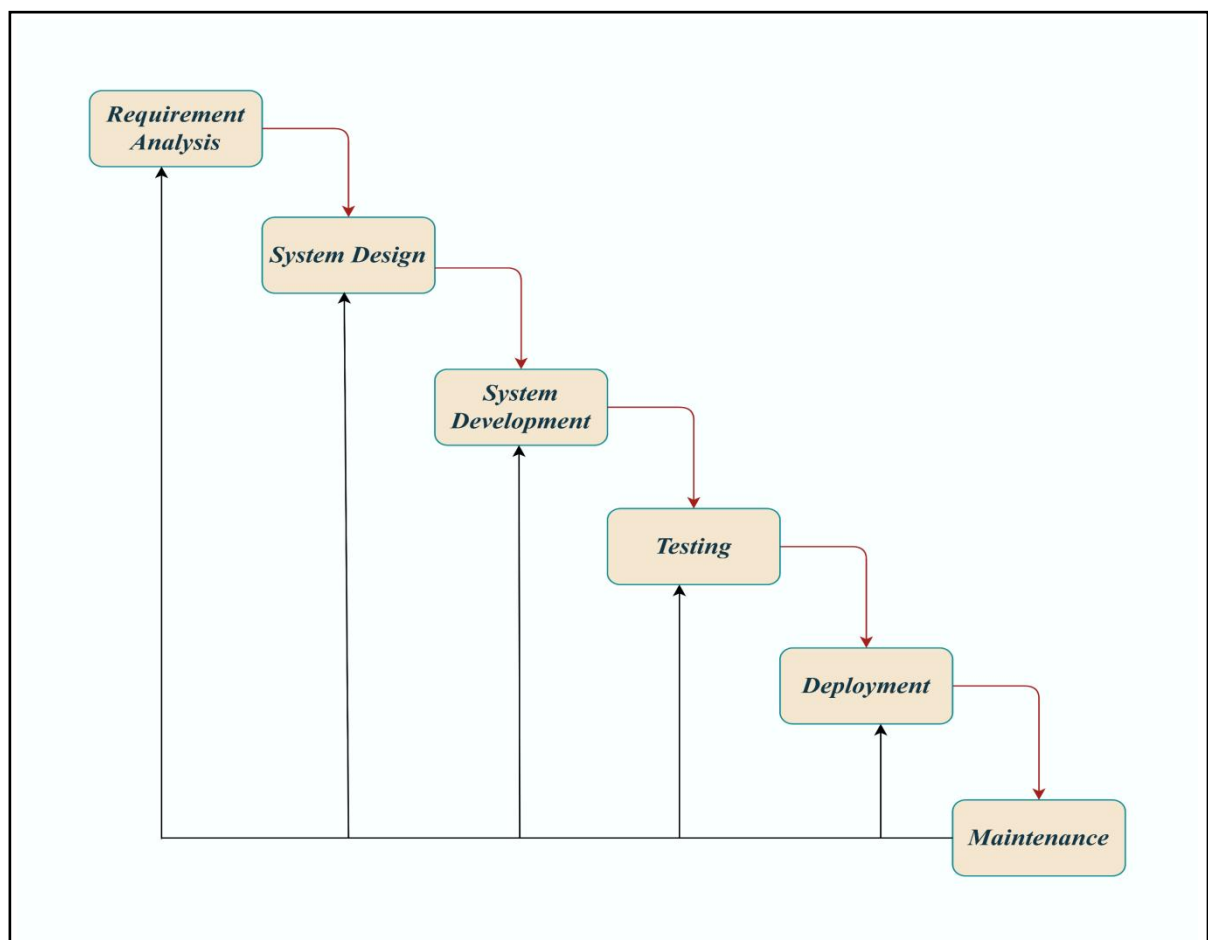 Requirement
Analysis
System Design
System
Development
Testing
Deployment
Maintenance